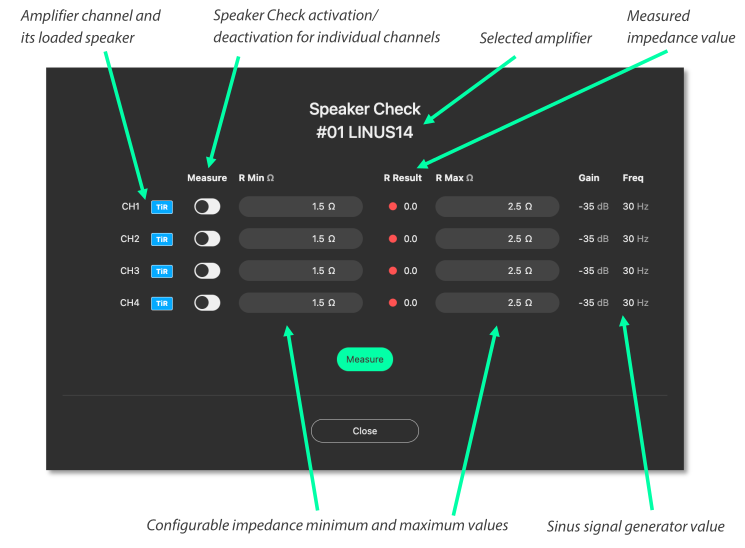 Amplifier channel and
its loaded speaker
Speaker Check activation/
deactivation for individual channels
Selected amplifier
Measured
impedance value
Speaker Check
#01 LINUS14
Measure R Min Ω R Result R Max Ω Gain Freq
CH1 TiR 1.5 Ω 0.0 2.5 Ω -35 dB 30 Hz
CH2 TiR 1.5 Ω 0.0 2.5 Ω -35 dB 30 Hz
CH3 TiR 1.5 Ω 0.0 2.5 Ω -35 dB 30 Hz
CH4 TiR 1.5 Ω 0.0 2.5 Ω -35 dB 30 Hz
Measure
Close
Configurable impedance minimum and maximum values
Sinus signal generator value